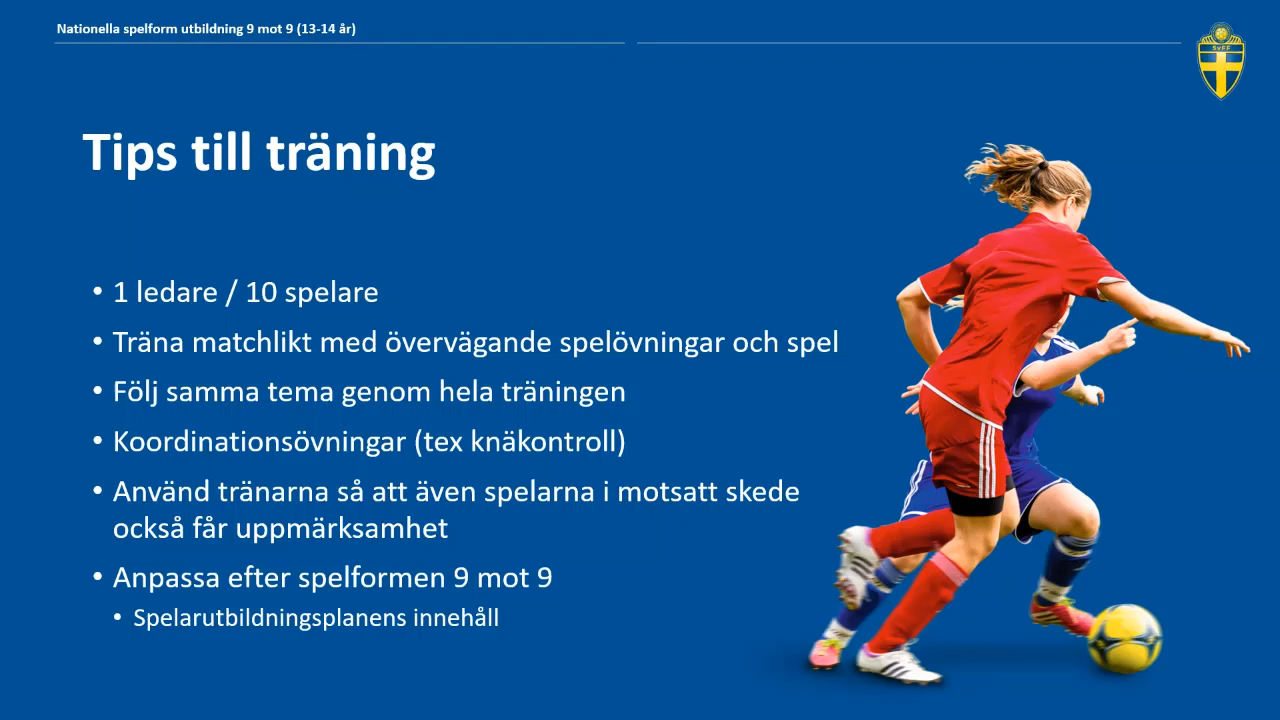 Nationella spelform utbildning 9 mot 9 (13-14 år)
SvFF
Tips till träning
• 1 ledare / 10 spelare
• Träna matchlikt med övervägande spelövningar och spel
• Följ samma tema genom hela träningen
• Koordinationsövningar (tex knäkontroll)
• Använd tränarna så att även spelarna i motsatt skede
också får uppmärksamhet
• Anpassa efter spelformen 9 mot 9
• Spelarutbildningsplanens innehåll